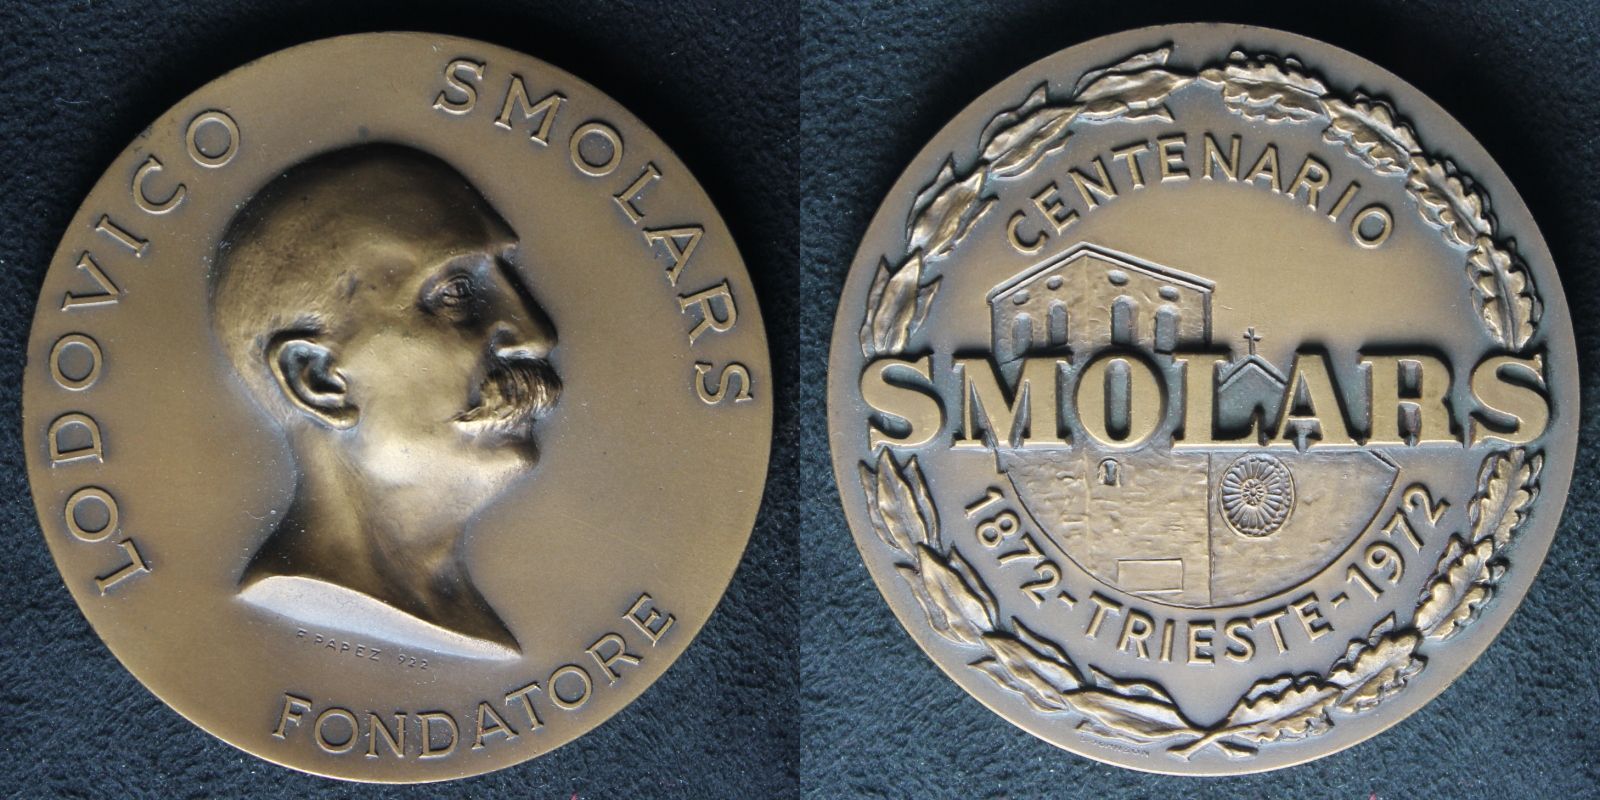 LODOVICO SMOLARS
FONDATORE
F. PAPEZ 922
CENTENARIO
SMOLARS
1872-TRIESTE-1972